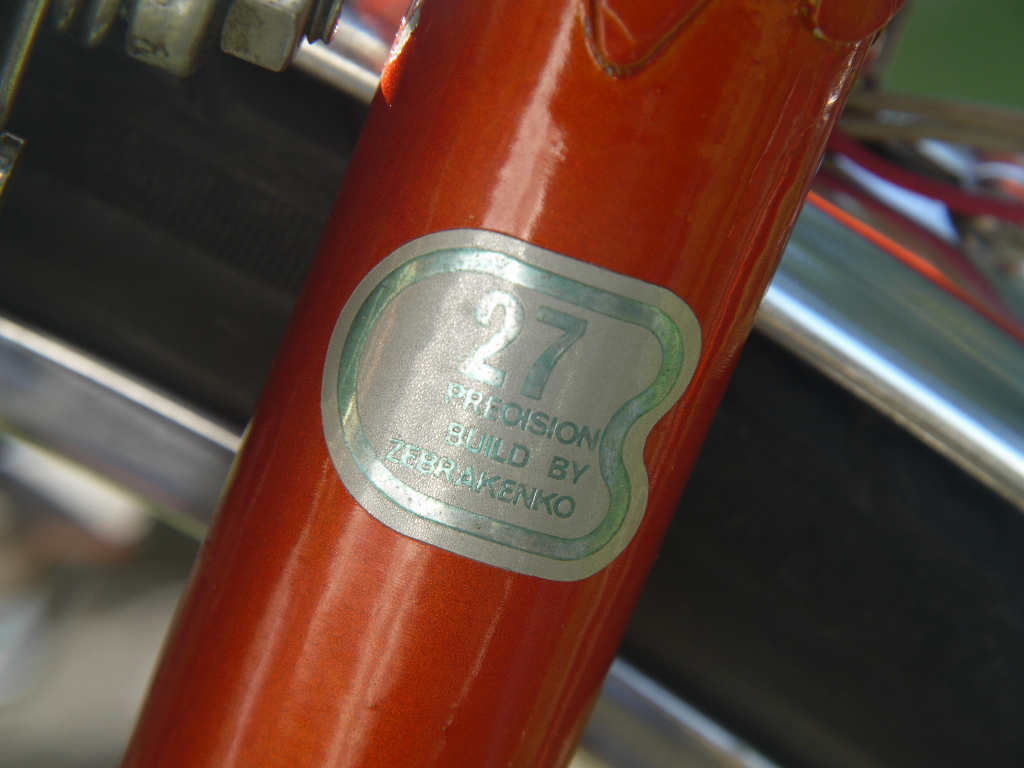 27
PRECISION
BUILD BY
ZEBRAKENKO